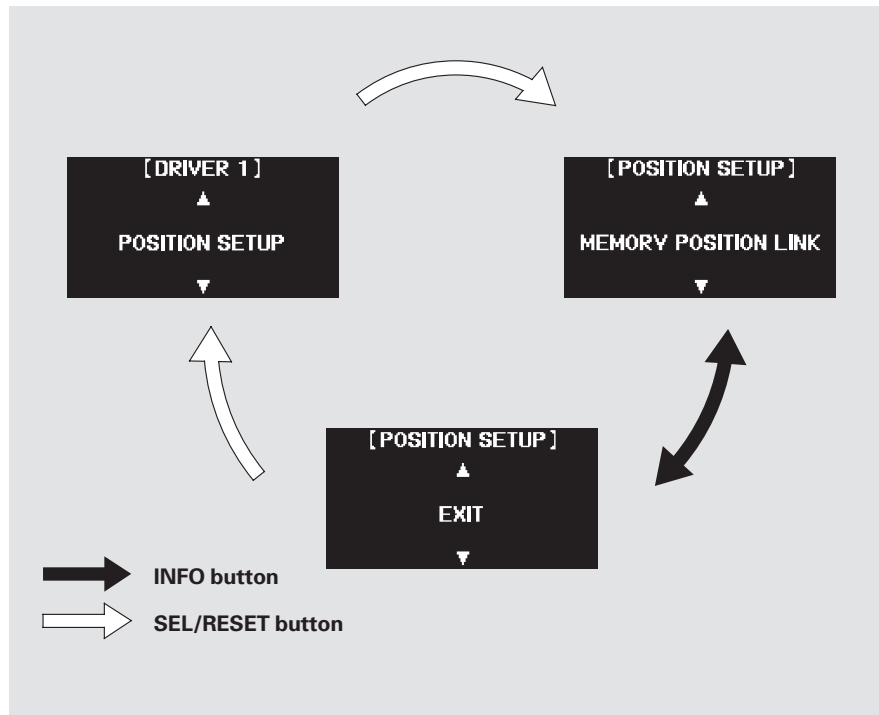 [DRIVER 1]
▲
POSITION SETUP
▼
[POSITION SETUP]
▲
MEMORY POSITION LINK
▼
[POSITION SETUP]
▲
EXIT
▼
INFO button
SEL/RESET button